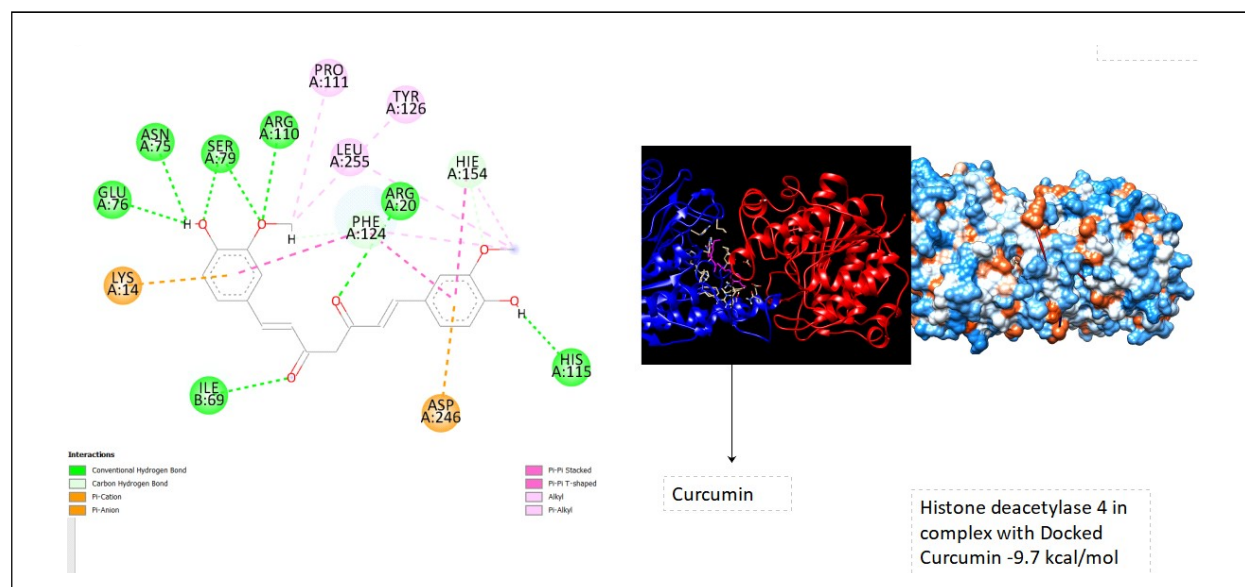 PRO
A:111
TYR
A:126
ARG
A:110
ASN
A:75
SER
A:79
LEU
A:255
HIE
A:154
GLU
A:76
ARG
A:20
H
O
O
H
PHE
A:124
LYS
A:14
O
O
O
H
HIS
A:115
O
ILE
B:69
ASP
A:246
Interactions
Conventional Hydrogen Bond
Carbon Hydrogen Bond
Pi-Cation
Pi-Anion
Pi-Pi Stacked
Pi-Pi T-shaped
Alkyl
Pi-Alkyl
Curcumin
Histone deacetylase 4 in
complex with Docked
Curcumin -9.7 kcal/mol